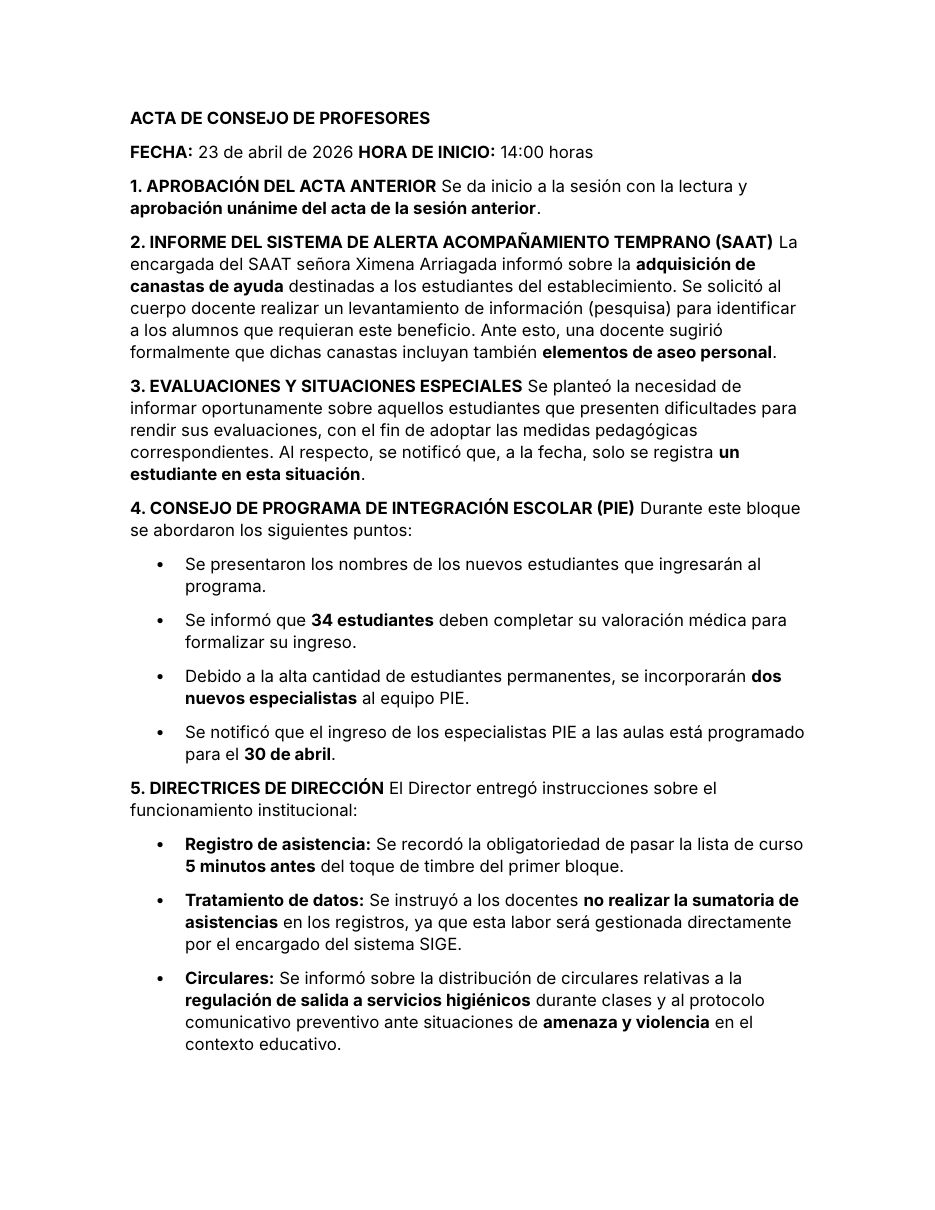 ACTA DE CONSEJO DE PROFESORES
FECHA: 23 de abril de 2026 HORA DE INICIO: 14:00 horas
1. APROBACIÓN DEL ACTA ANTERIOR Se da inicio a la sesión con la lectura y
aprobación unánime del acta de la sesión anterior.
2. INFORME DEL SISTEMA DE ALERTA ACOMPAÑAMIENTO TEMPRANO (SAAT) La
encargada del SAAT señora Ximena Arriagada informó sobre la adquisición de
canastas de ayuda destinadas a los estudiantes del establecimiento. Se solicitó al
cuerpo docente realizar un levantamiento de información (pesquisa) para identificar
a los alumnos que requieran este beneficio. Ante esto, una docente sugirió
formalmente que dichas canastas incluyan también elementos de aseo personal.
3. EVALUACIONES Y SITUACIONES ESPECIALES Se planteó la necesidad de
informar oportunamente sobre aquellos estudiantes que presenten dificultades para
rendir sus evaluaciones, con el fin de adoptar las medidas pedagógicas
correspondientes. Al respecto, se notificó que, a la fecha, solo se registra un
estudiante en esta situación.
4. CONSEJO DE PROGRAMA DE INTEGRACIÓN ESCOLAR (PIE) Durante este bloque
se abordaron los siguientes puntos:
• Se presentaron los nombres de los nuevos estudiantes que ingresarán al
programa.
• Se informó que 34 estudiantes deben completar su valoración médica para
formalizar su ingreso.
• Debido a la alta cantidad de estudiantes permanentes, se incorporarán dos
nuevos especialistas al equipo PIE.
• Se notificó que el ingreso de los especialistas PIE a las aulas está programado
para el 30 de abril.
5. DIRECTRICES DE DIRECCIÓN El Director entregó instrucciones sobre el
funcionamiento institucional:
• Registro de asistencia: Se recordó la obligatoriedad de pasar la lista de curso
5 minutos antes del toque de timbre del primer bloque.
• Tratamiento de datos: Se instruyó a los docentes no realizar la sumatoria de
asistencias en los registros, ya que esta labor será gestionada directamente
por el encargado del sistema SIGE.
• Circulares: Se informó sobre la distribución de circulares relativas a la
regulación de salida a servicios higiénicos durante clases y al protocolo
comunicativo preventivo ante situaciones de amenaza y violencia en el
contexto educativo.